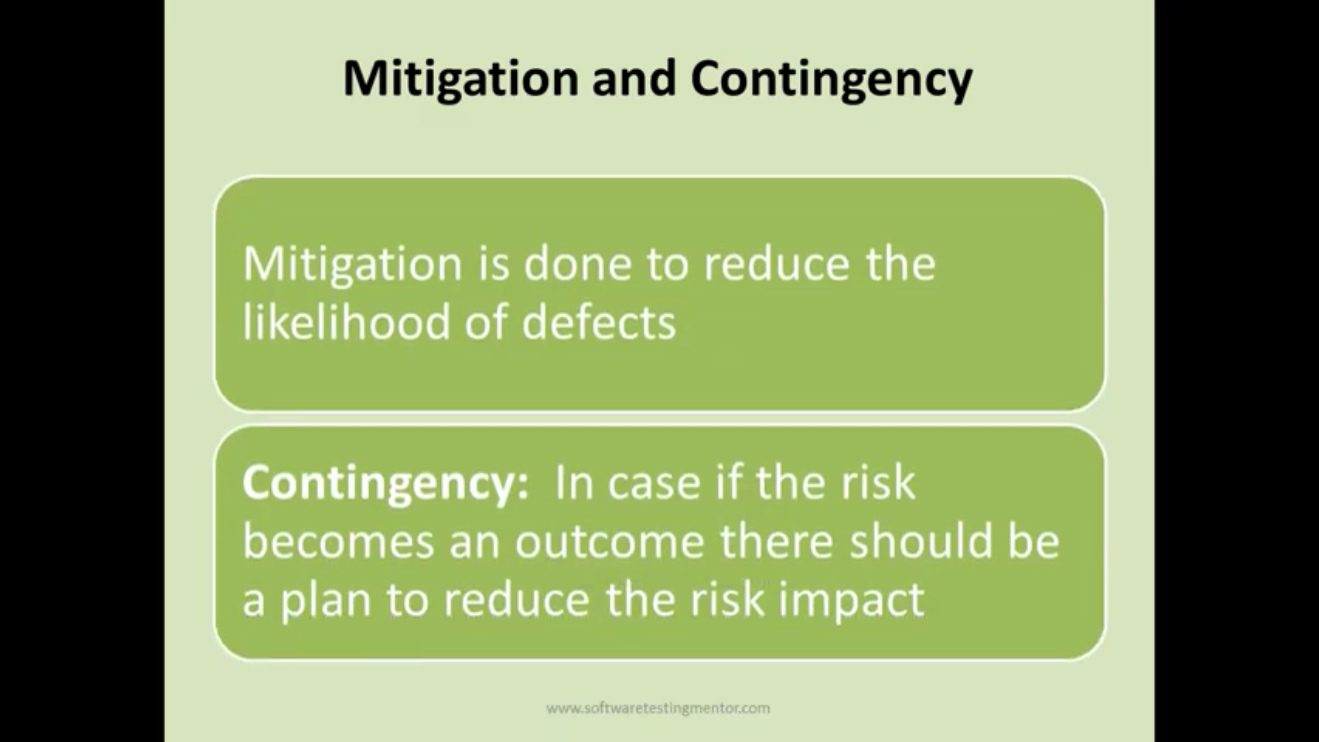 Mitigation and Contingency
Mitigation is done to reduce the
likelihood of defects
Contingency: In case if the risk
becomes an outcome there should be
a plan to reduce the risk impact
www.softwaretestingmentor.com